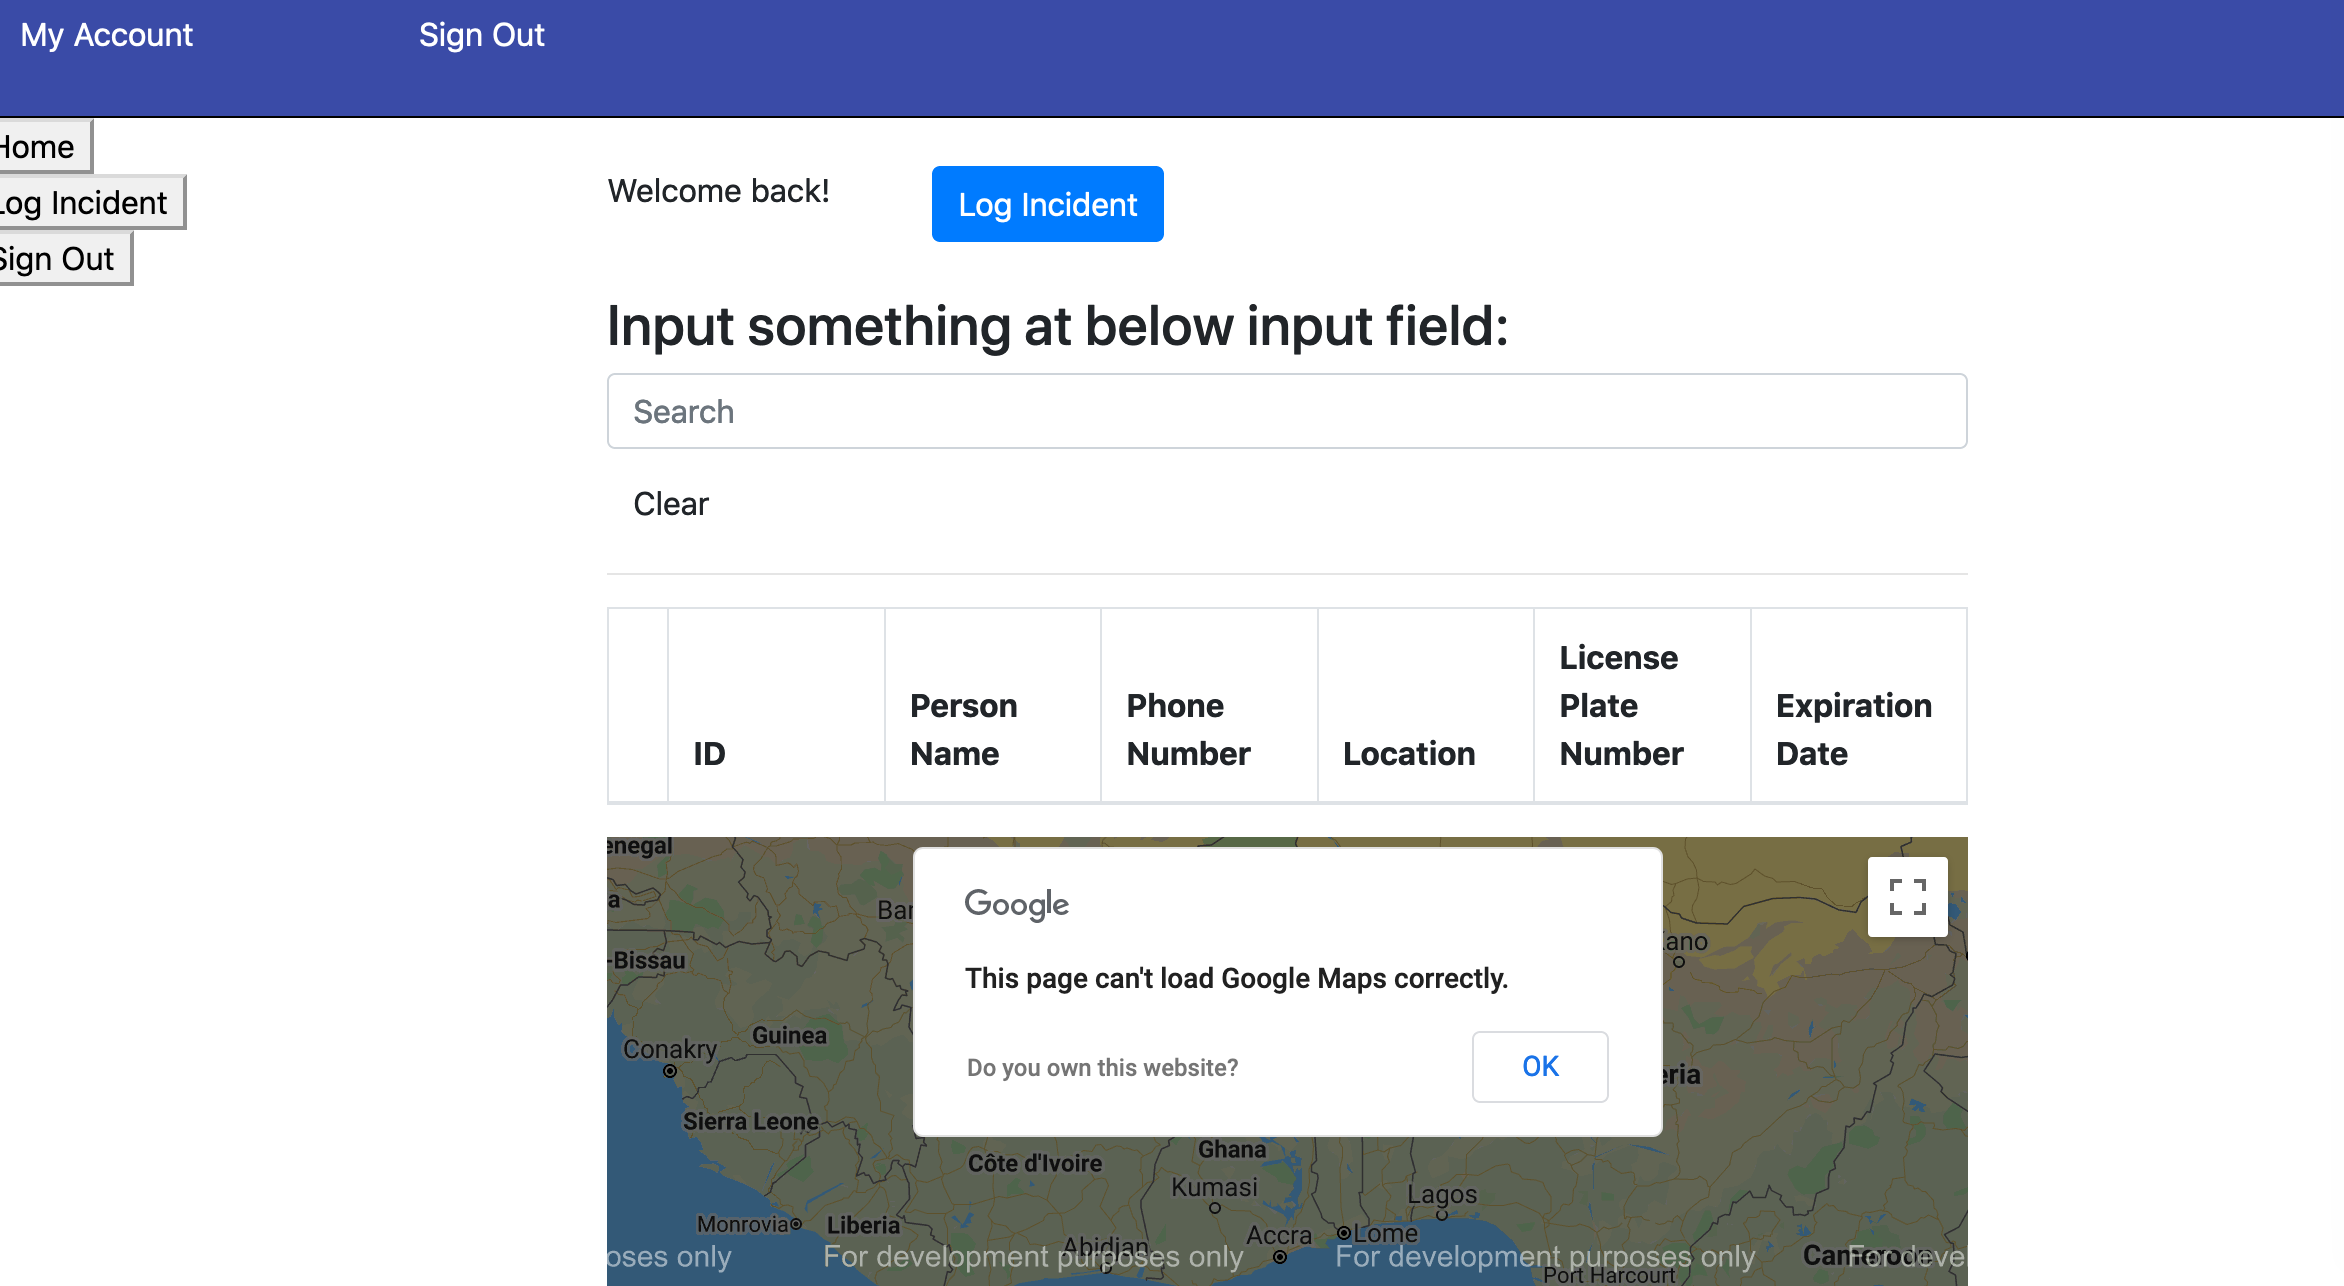 My Account Sign Out
Home
Log Incident
Sign Out
Welcome back! Log Incident
Input something at below input field:
Search
Clear
ID
Person Name
Phone Number
Location
License Plate Number
Expiration Date
Google
This page can't load Google Maps correctly.
Do you own this website? OK
enegal
Bar
-Bissau
Kano
Guinea
Conakry
eria
Sierra Leone
Côte d'Ivoire
Ghana
Kumasi
Lagos
Monrovia
Liberia
Accra
Lome
Abidjan
oses only
For development purposes only
For development purposes only
Cameroon
For deve
Port Harcourt